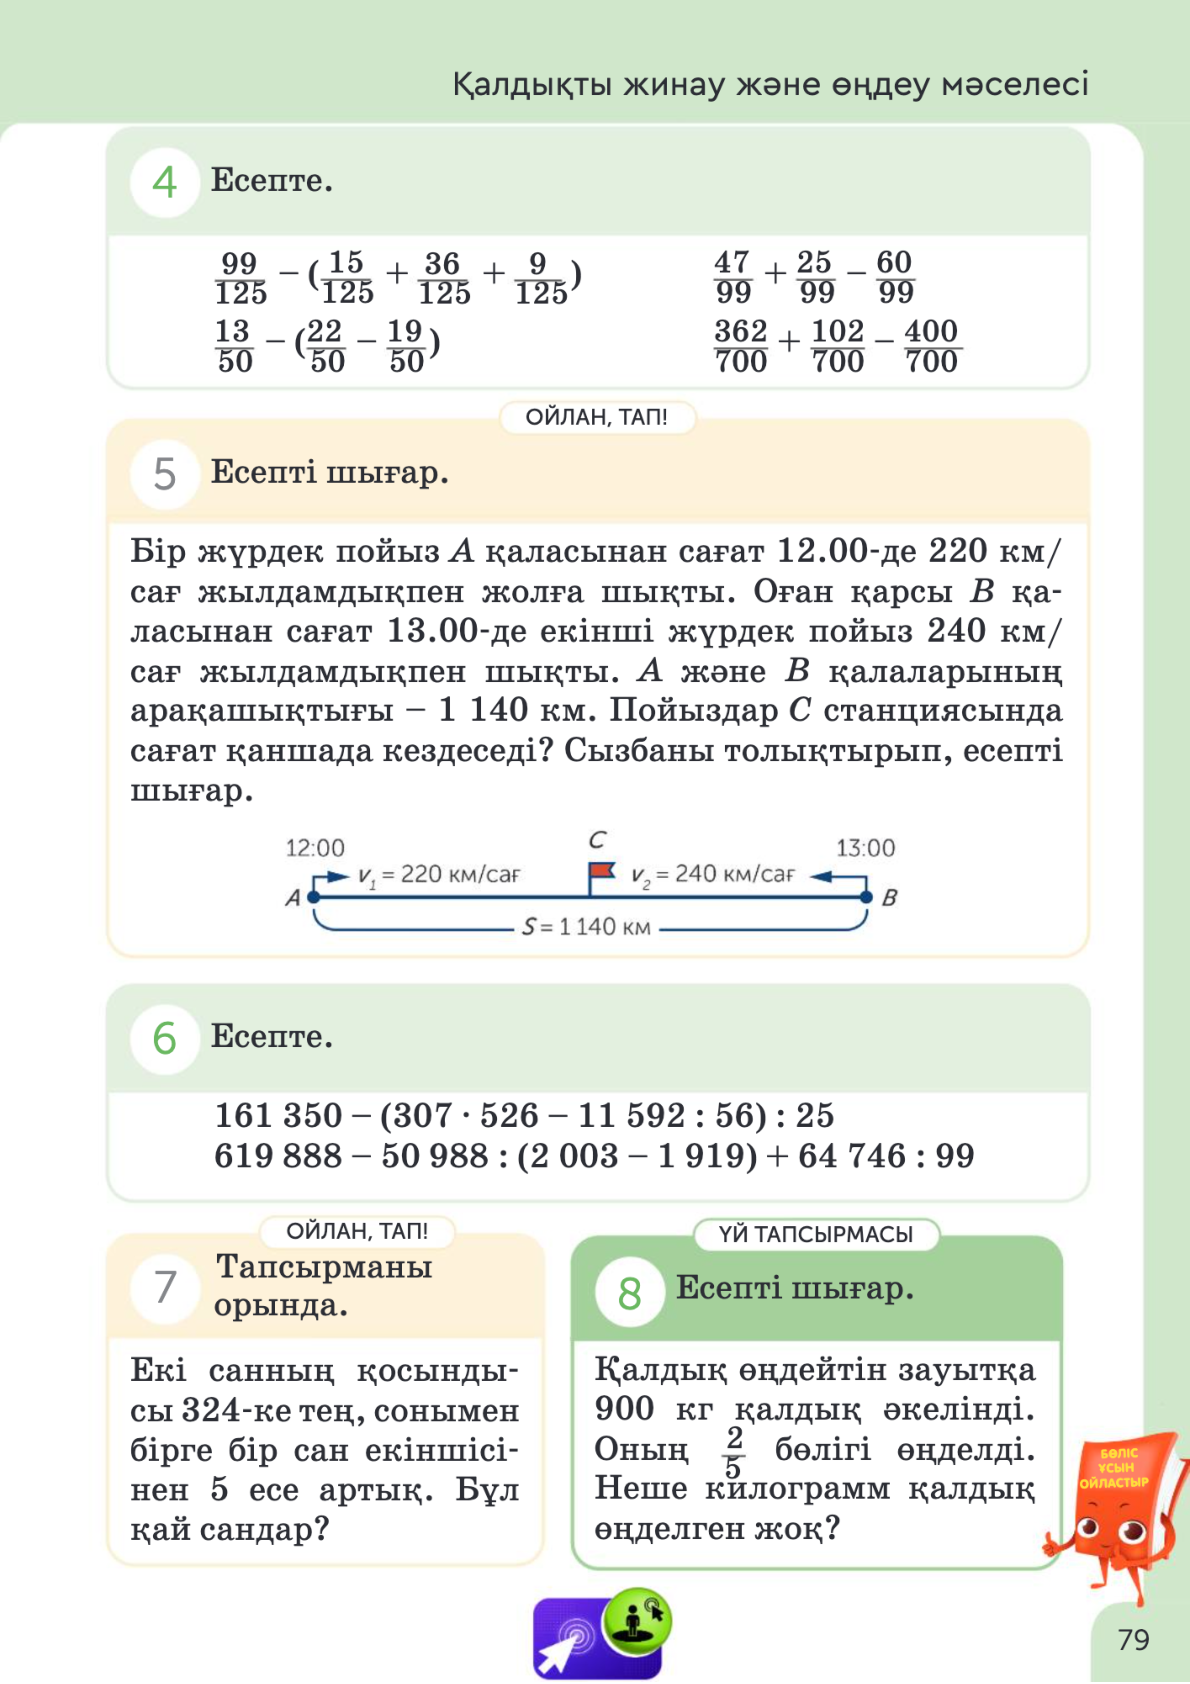 Қалдықты жинау және өңдеу мәселесі
4 Есепте.
99/125 − (15/125 + 36/125 + 9/125)
47/99 + 25/99 − 60/99
13/50 − (22/50 − 19/50)
362/700 + 102/700 − 400/700
ОЙЛАН, ТАП!
5 Есепті шығар.
Бір жүрдек пойыз A қаласынан сағат 12.00-де 220 км/
сағ жылдамдықпен жолға шықты. Оған қарсы B қа-
ласынан сағат 13.00-де екінші жүрдек пойыз 240 км/
сағ жылдамдықпен шықты. A және B қалаларының
арақашықтығы – 1 140 км. Пойыздар C станциясында
сағат қаншада кездеседі? Сызбаны толықтырып, есепті
шығар.
12:00 C 13:00
v₁ = 220 км/сағ v₂ = 240 км/сағ
A B
S = 1 140 км
6 Есепте.
161 350 – (307 · 526 – 11 592 : 56) : 25
619 888 – 50 988 : (2 003 – 1 919) + 64 746 : 99
ОЙЛАН, ТАП!
7 Тапсырманы
орында.
Екі санның қосынды-
сы 324-ке тең, сонымен
бірге бір сан екіншісі-
нен 5 есе артық. Бұл
қай сандар?
ҮЙ ТАПСЫРМАСЫ
8 Есепті шығар.
Қалдық өңдейтін зауытқа
900 кг қалдық әкелінді.
Оның 2/5 бөлігі өңделді.
Неше килограмм қалдық
өңделген жоқ?
БӨЛІС
ҰСЫН
ОЙЛАСТЫР
79